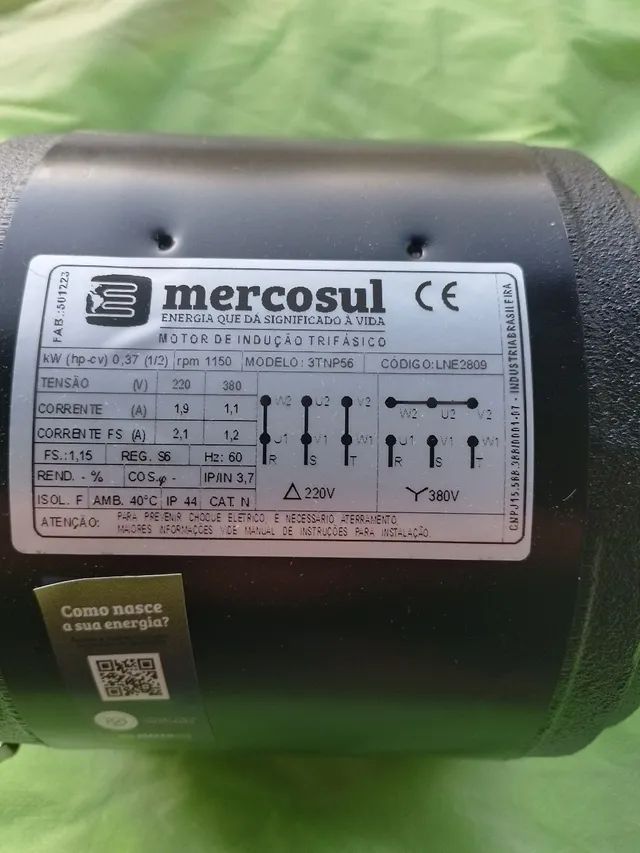 FAB.:501223
mercosul
ENERGIA QUE DÁ SIGNIFICADO À VIDA
MOTOR DE INDUÇÃO TRIFÁSICO
CE
kW (hp-cv) 0,37 (1/2) rpm 1150 MODELO: 3TNP56 CÓDIGO:LNE2809
TENSÃO (V) 220 380
CORRENTE (A) 1,9 1,1
CORRENTE FS (A) 2,1 1,2
FS.:1,15 REG. S6 Hz: 60
REND. - % COS.φ - IP/IN 3,7
ISOL. F AMB. 40°C IP 44 CAT. N
W2 U2 V2
U1 V1 W1
R S T
△ 220V
W2 U2 V2
U1 V1 W1
R S T
Y 380V
ATENÇÃO: PARA PREVENIR CHOQUE ELÉTRICO, É NECESSÁRIO ATERRAMENTO.
MAIORES INFORMAÇÕES VIDE MANUAL DE INSTRUÇÕES PARA INSTALAÇÃO.
INDUSTRIA BRASILEIRA
Como nasce
a sua energia?